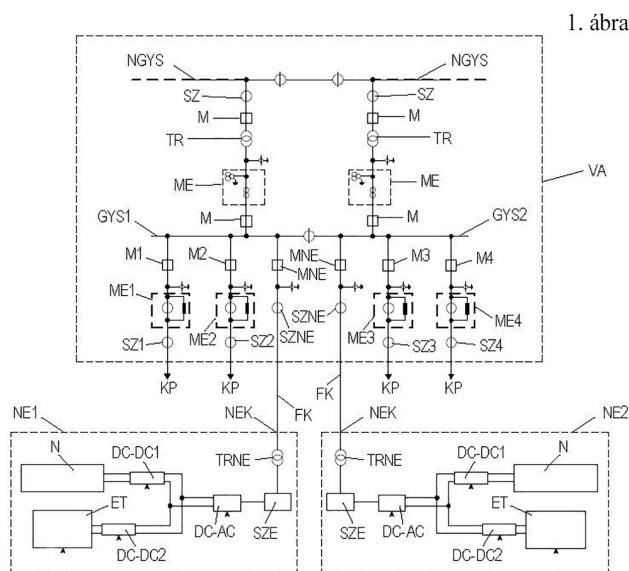 1. ábra
NGYS NGYS
SZ SZ
M M
TR TR
ME ME
VA
M M
GYS1 GYS2
M1 M2 MNE MNE M3 M4
ME1 ME2 ME3 ME4
SZNE SZNE
SZ1 SZ2 SZ3 SZ4
KP KP KP KP
FK FK
NE1 NEK NEK NE2
N DC-DC1 TRNE TRNE DC-DC1 N
ET ET
DC-AC SZE SZE DC-AC
DC-DC2 DC-DC2